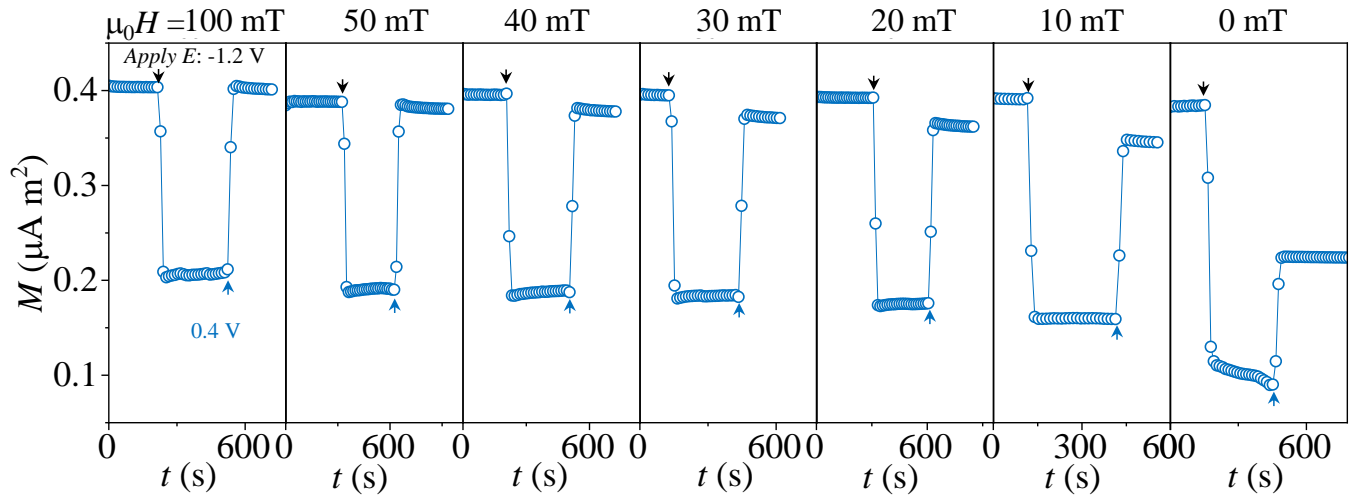 μ₀H =100 mT 50 mT 40 mT 30 mT 20 mT 10 mT 0 mT
Apply E: -1.2 V
0.4
0.3
0.2
0.1
M (μA m²)
0.4 V
0 600 0 600 0 600 0 600 0 600 0 300 600 600
t (s) t (s) t (s) t (s) t (s) t (s) t (s)